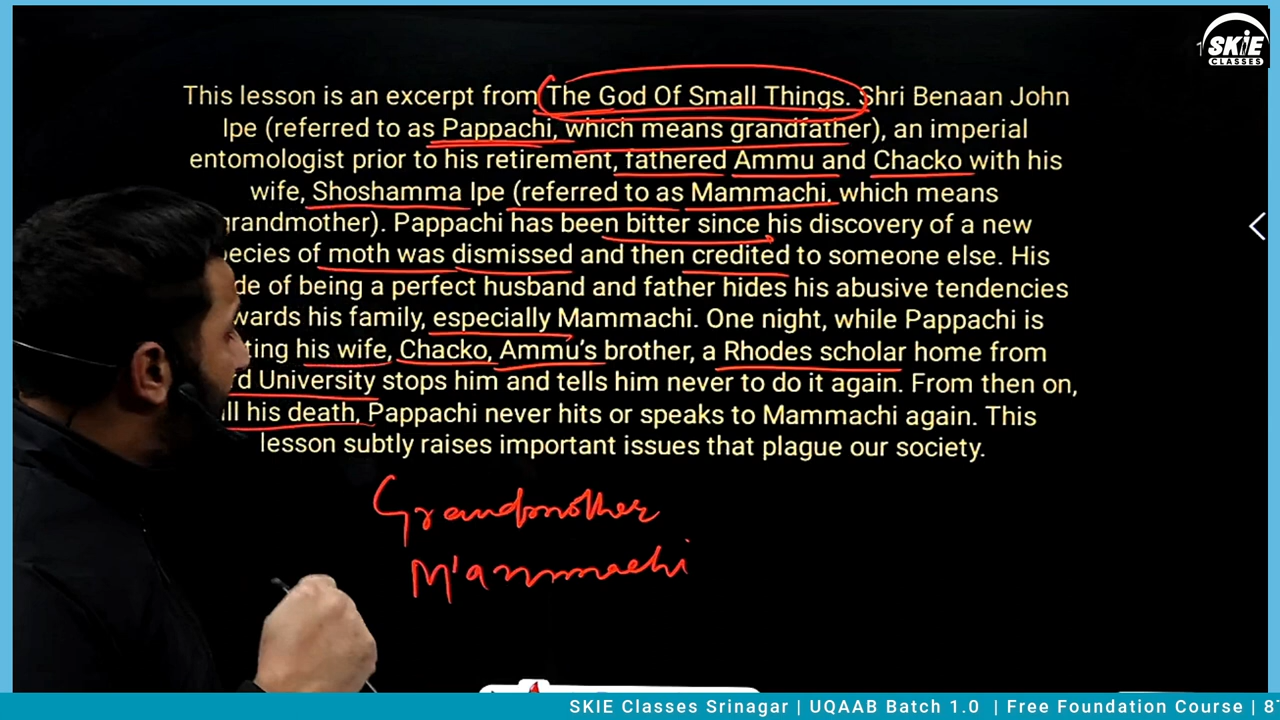 SKIE
CLASSES
This lesson is an excerpt from The God Of Small Things. Shri Benaan John
Ipe (referred to as Pappachi, which means grandfather), an imperial
entomologist prior to his retirement, fathered Ammu and Chacko with his
wife, Shoshamma Ipe (referred to as Mammachi, which means
grandmother). Pappachi has been bitter since his discovery of a new
ecies of moth was dismissed and then credited to someone else. His
de of being a perfect husband and father hides his abusive tendencies
wards his family, especially Mammachi. One night, while Pappachi is
ting his wife, Chacko, Ammu's brother, a Rhodes scholar home from
rd University stops him and tells him never to do it again. From then on,
ll his death, Pappachi never hits or speaks to Mammachi again. This
lesson subtly raises important issues that plague our society.
Grandmother
Mammachi
SKIE Classes Srinagar | UQAAB Batch 1.0 | Free Foundation Course |